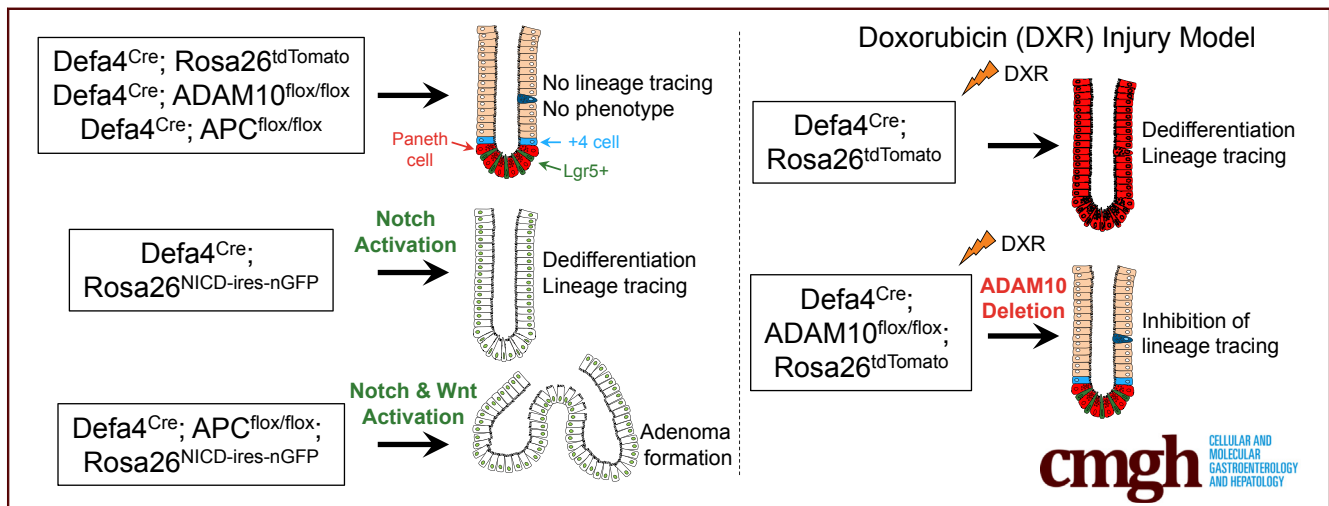 Defa4Cre; Rosa26tdTomato
Defa4Cre; ADAM10flox/flox
Defa4Cre; APCflox/flox
No lineage tracing
No phenotype
Paneth
cell
+4 cell
Lgr5+
Notch
Activation
Defa4Cre;
Rosa26NICD-ires-nGFP
Dedifferentiation
Lineage tracing
Notch & Wnt
Activation
Defa4Cre; APCflox/flox;
Rosa26NICD-ires-nGFP
Adenoma
formation
Doxorubicin (DXR) Injury Model
DXR
Defa4Cre;
Rosa26tdTomato
Dedifferentiation
Lineage tracing
DXR
ADAM10
Deletion
Defa4Cre;
ADAM10flox/flox;
Rosa26tdTomato
Inhibition of
lineage tracing
cmgh
CELLULAR AND
MOLECULAR
GASTROENTEROLOGY
AND HEPATOLOGY